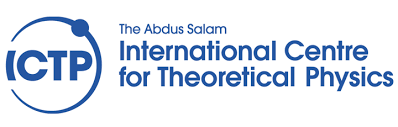 ICTP
The Abdus Salam
International Centre
for Theoretical Physics